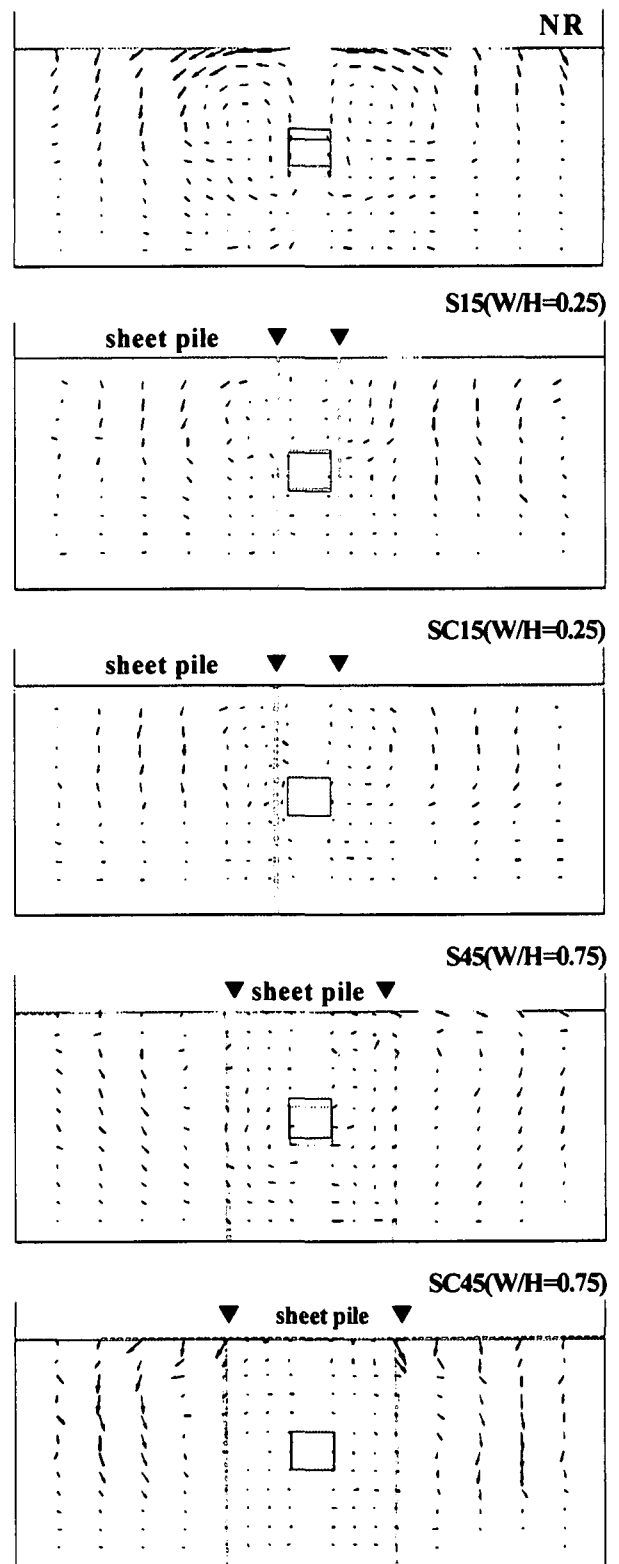 NR
S15(W/H=0.25)
sheet pile ▼ ▼
SC15(W/H=0.25)
sheet pile ▼ ▼
S45(W/H=0.75)
▼ sheet pile ▼
SC45(W/H=0.75)
▼ sheet pile ▼